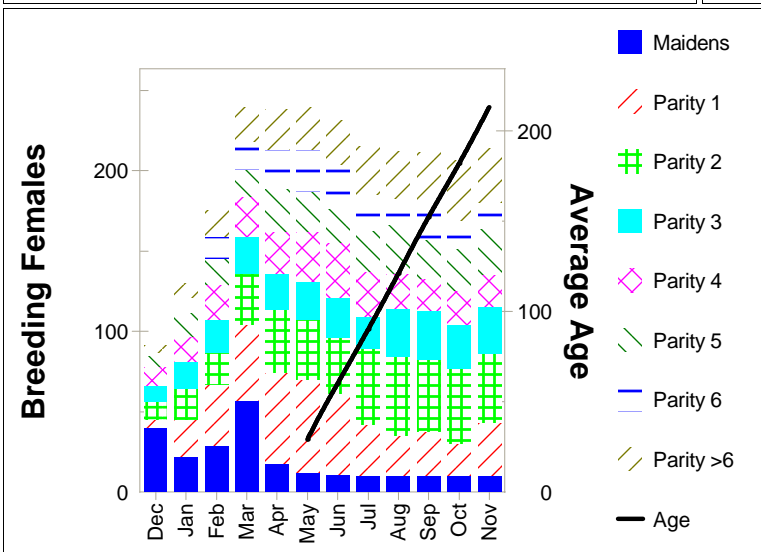 Breeding Females
200
100
0
Dec
Jan
Feb
Mar
Apr
May
Jun
Jul
Aug
Sep
Oct
Nov
200
100
0
Average Age
Maidens
Parity 1
Parity 2
Parity 3
Parity 4
Parity 5
Parity 6
Parity >6
Age